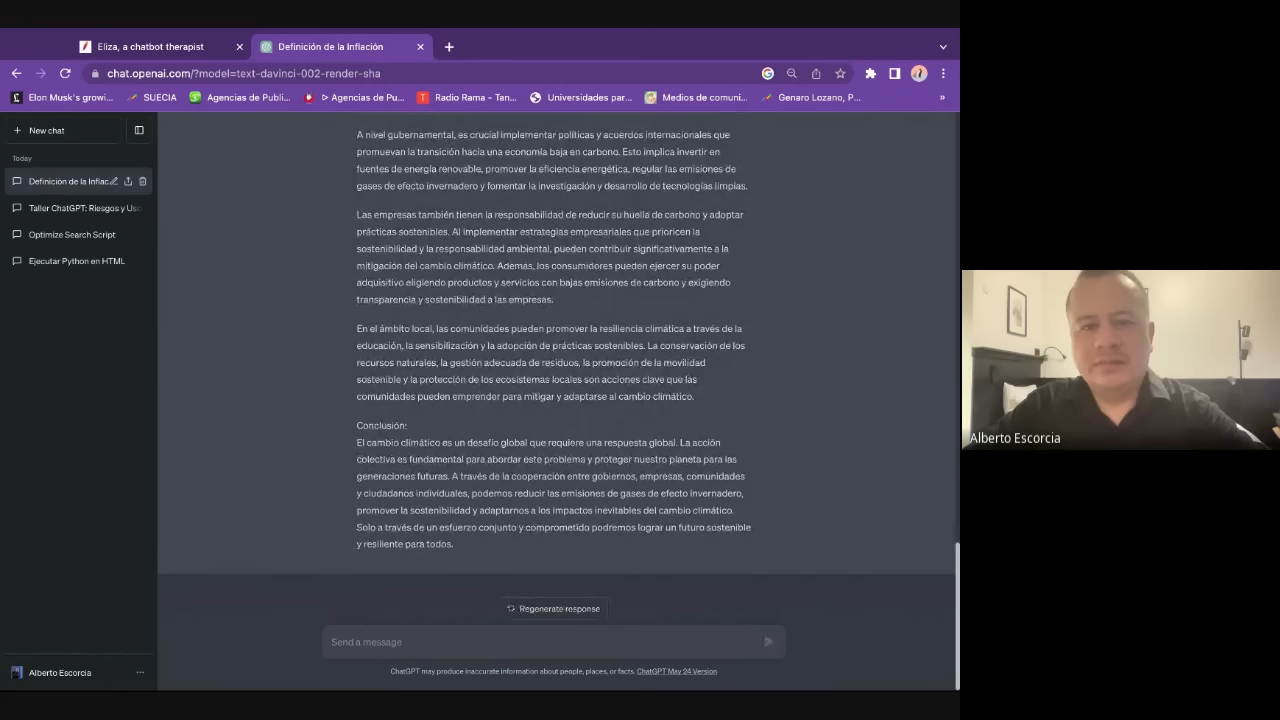 Eliza, a chatbot therapist
Definición de la Inflación
chat.openai.com/?model=text-davinci-002-render-sha
Elon Musk's growi...
SUECIA
Agencias de Publi...
Agencias de Pu...
Radio Rama - Tan...
Universidades par...
Medios de comuni...
Genaro Lozano, P...
»
+ New chat
Today
Definición de la Inflac
Taller ChatGPT: Riesgos y Uso
Optimize Search Script
Ejecutar Python en HTML
A nivel gubernamental, es crucial implementar políticas y acuerdos internacionales que
promuevan la transición hacia una economía baja en carbono. Esto implica invertir en
fuentes de energía renovable, promover la eficiencia energética, regular las emisiones de
gases de efecto invernadero y fomentar la investigación y desarrollo de tecnologías limpias.
Las empresas también tienen la responsabilidad de reducir su huella de carbono y adoptar
prácticas sostenibles. Al implementar estrategias empresariales que prioricen la
sostenibilidad y la responsabilidad ambiental, pueden contribuir significativamente a la
mitigación del cambio climático. Además, los consumidores pueden ejercer su poder
adquisitivo eligiendo productos y servicios con bajas emisiones de carbono y exigiendo
transparencia y sostenibilidad a las empresas.
En el ámbito local, las comunidades pueden promover la resiliencia climática a través de la
educación, la sensibilización y la adopción de prácticas sostenibles. La conservación de los
recursos naturales, la gestión adecuada de residuos, la promoción de la movilidad
sostenible y la protección de los ecosistemas locales son acciones clave que las
comunidades pueden emprender para mitigar y adaptarse al cambio climático.
Conclusión:
El cambio climático es un desafío global que requiere una respuesta global. La acción
colectiva es fundamental para abordar este problema y proteger nuestro planeta para las
generaciones futuras. A través de la cooperación entre gobiernos, empresas, comunidades
y ciudadanos individuales, podemos reducir las emisiones de gases de efecto invernadero,
promover la sostenibilidad y adaptarnos a los impactos inevitables del cambio climático.
Solo a través de un esfuerzo conjunto y comprometido podremos lograr un futuro sostenible
y resiliente para todos.
Regenerate response
Send a message
ChatGPT may produce inaccurate information about people, places, or facts. ChatGPT May 24 Version
Alberto Escorcia
...
Alberto Escorcia